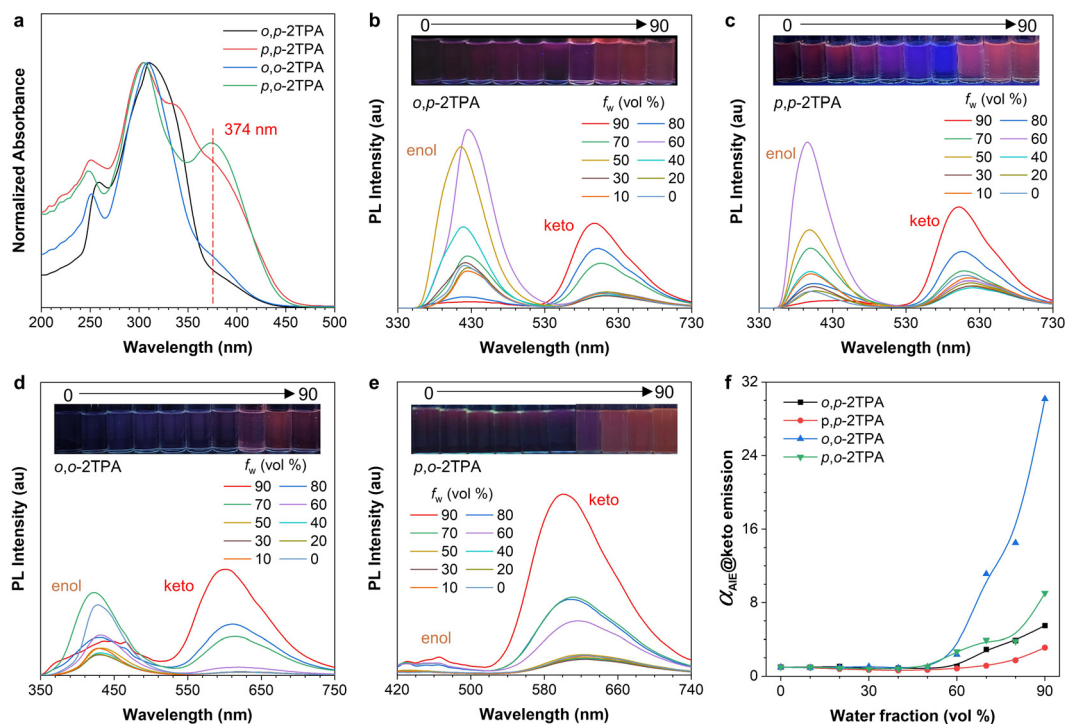 a
Normalized Absorbance
o,p-2TPA
p,p-2TPA
o,o-2TPA
p,o-2TPA
374 nm
200 250 300 350 400 450 500
Wavelength (nm)
b
0 90
o,p-2TPA
PL Intensity (au)
fw (vol %)
90 80
70 60
50 40
30 20
10 0
enol
keto
330 430 530 630 730
Wavelength (nm)
c
0 90
p,p-2TPA
PL Intensity (au)
fw (vol %)
90 80
70 60
50 40
30 20
10 0
enol
keto
330 430 530 630 730
Wavelength (nm)
d
0 90
o,o-2TPA
PL Intensity (au)
fw (vol %)
90 80
70 60
50 40
30 20
10 0
enol
keto
350 450 550 650 750
Wavelength (nm)
e
0 90
p,o-2TPA
PL Intensity (au)
fw (vol %)
90 80
70 60
50 40
30 20
10 0
enol
keto
420 480 540 600 660 740
Wavelength (nm)
f
αAIE@keto emission
32
24
16
8
0
o,p-2TPA
p,p-2TPA
o,o-2TPA
p,o-2TPA
0 15 30 45 60 75 90
Water fraction (vol %)